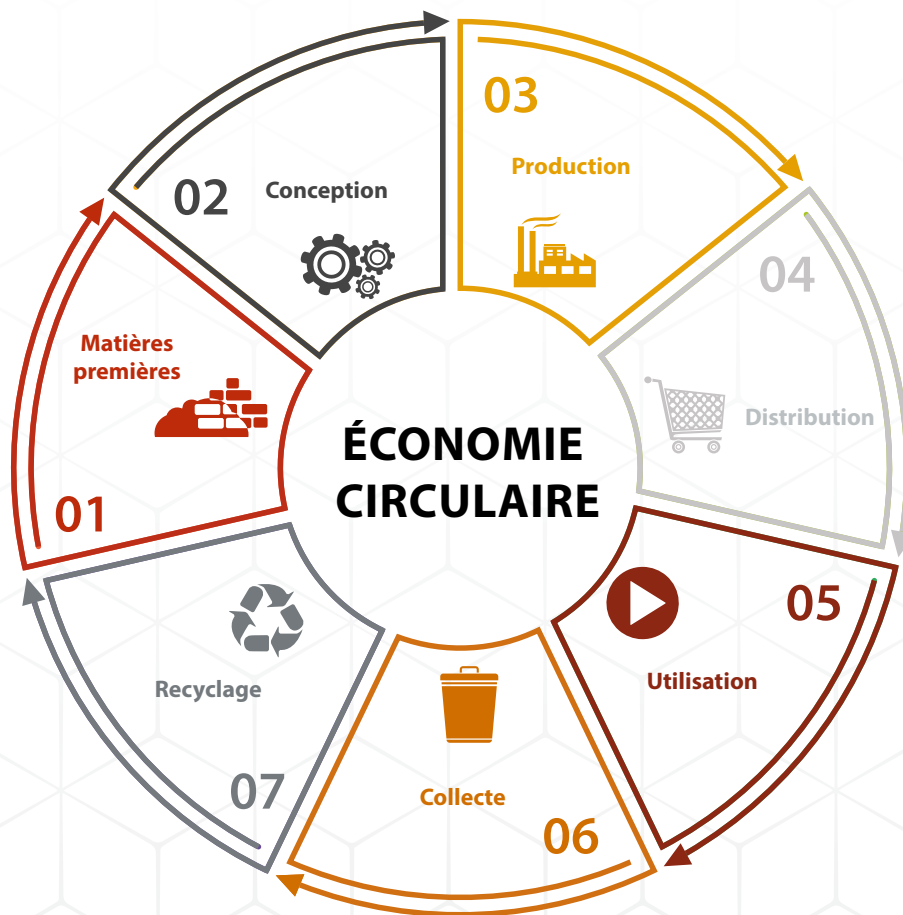 ÉCONOMIE
CIRCULAIRE
01
Matières
premières
02
Conception
03
Production
04
Distribution
05
Utilisation
06
Collecte
07
Recyclage